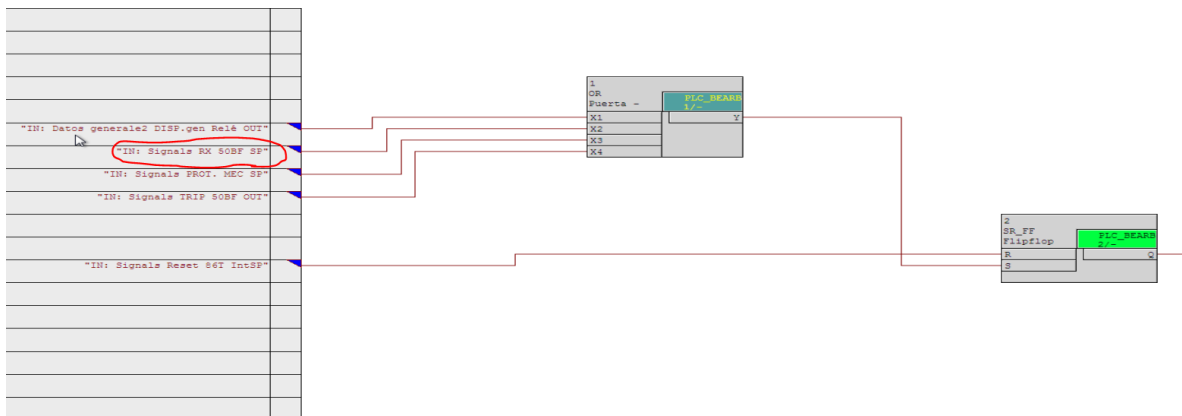 "IN: Datos generale2 DISP.gen Relé OUT"
"IN: Signals RX 50BF SP"
"IN: Signals PROT. MEC SP"
"IN: Signals TRIP 50BF OUT"
"IN: Signals Reset 86T IntSP"
1
OR
Puerta -
PLC_BEARB
1/-
X1
Y
X2
X3
X4
2
SR_FF
Flipflop
PLC_BEARB
2/-
R
Q
S